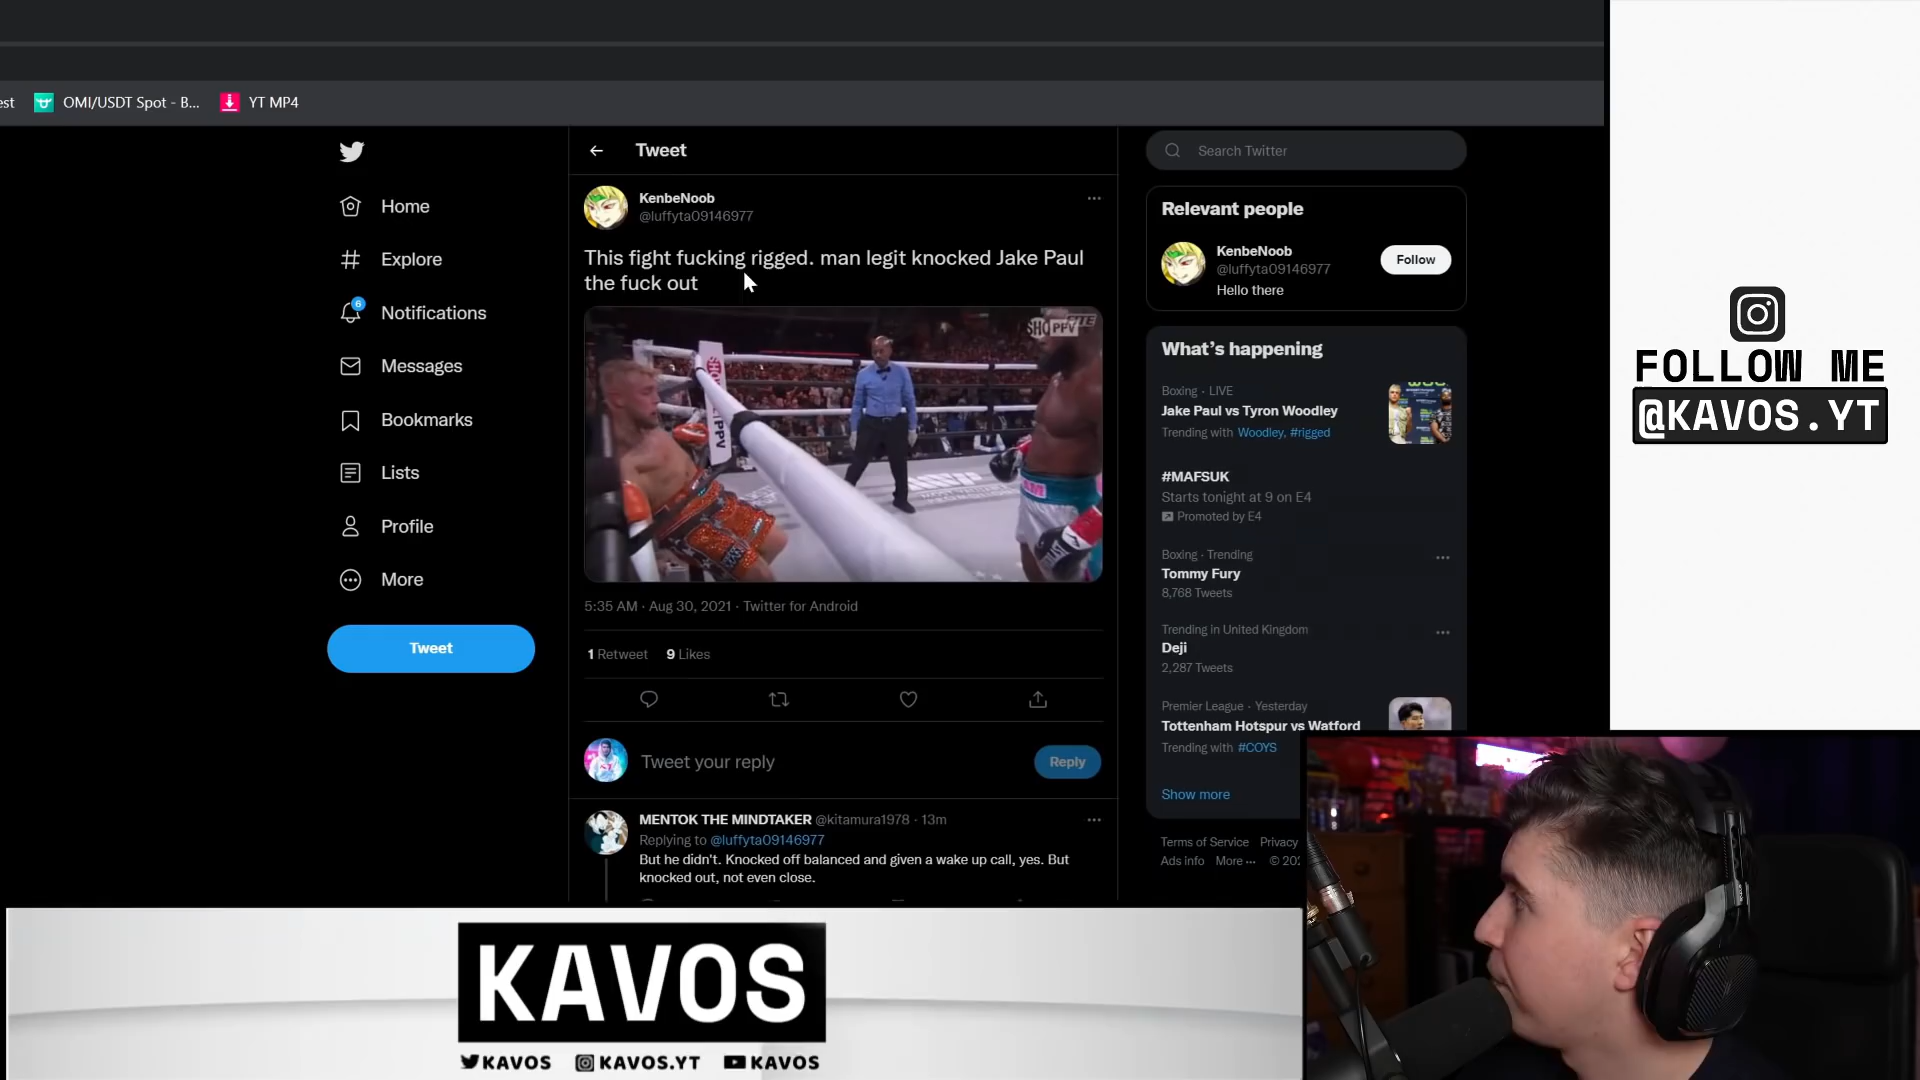 est
OMI/USDT Spot - B...
YT MP4
Home
Explore
6
Notifications
Messages
Bookmarks
Lists
Profile
More
Tweet
Tweet
KenbeNoob
@luffyta09146977
This fight fucking rigged. man legit knocked Jake Paul
the fuck out
SHO PPV
5:35 AM · Aug 30, 2021 · Twitter for Android
1 Retweet 9 Likes
Tweet your reply
Reply
MENTOK THE MINDTAKER @kitamura1978 · 13m
Replying to @luffyta09146977
But he didn't. Knocked off balanced and given a wake up call, yes. But
knocked out, not even close.
Search Twitter
Relevant people
KenbeNoob
@luffyta09146977
Hello there
Follow
What's happening
Boxing · LIVE
Jake Paul vs Tyron Woodley
Trending with Woodley, #rigged
#MAFSUK
Starts tonight at 9 on E4
Promoted by E4
Boxing · Trending
Tommy Fury
8,768 Tweets
Trending in United Kingdom
Deji
2,287 Tweets
Premier League · Yesterday
Tottenham Hotspur vs Watford
Trending with #COYS
Show more
Terms of Service Privacy
Ads info More ··· © 202
FOLLOW ME
@KAVOS.YT
KAVOS
KAVOS KAVOS.YT KAVOS